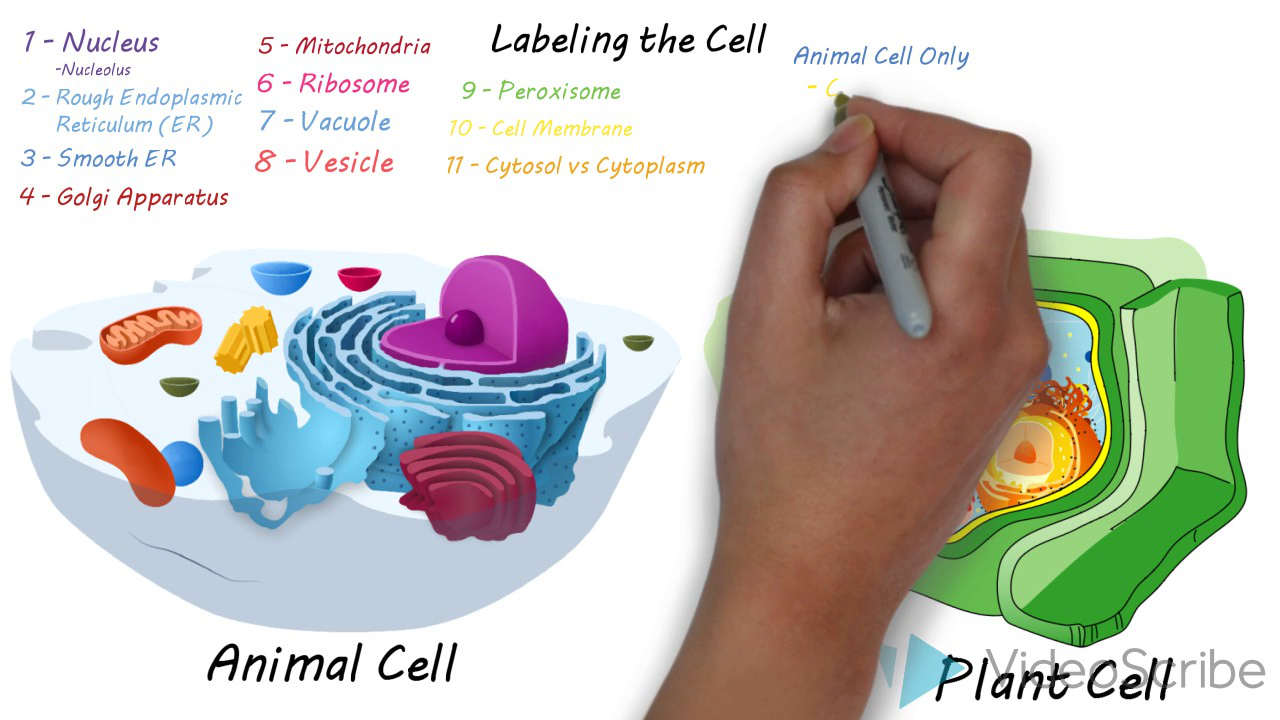 Labeling the Cell
1 - Nucleus
-Nucleolus
2 - Rough Endoplasmic
Reticulum (ER)
3 - Smooth ER
4 - Golgi Apparatus
5 - Mitochondria
6 - Ribosome
7 - Vacuole
8 - Vesicle
9 - Peroxisome
10 - Cell Membrane
11 - Cytosol vs Cytoplasm
Animal Cell Only
- C
Animal Cell
Plant Cell
VideoScribe